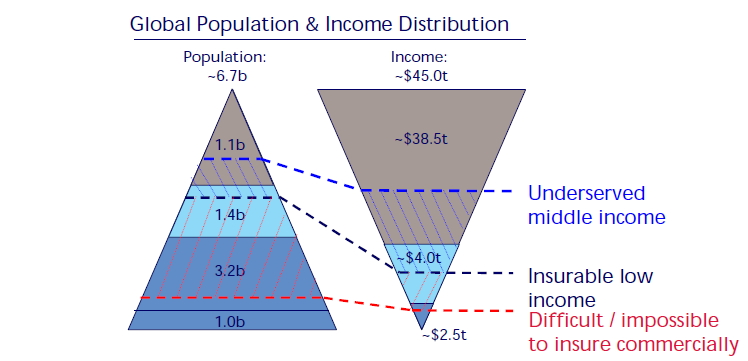 Global Population & Income Distribution
Population:
~6.7b
Income:
~$45.0t
1.1b
~$38.5t
Underserved
middle income
1.4b
~$4.0t
3.2b
Insurable low
income
1.0b
~$2.5t
Difficult / impossible
to insure commercially